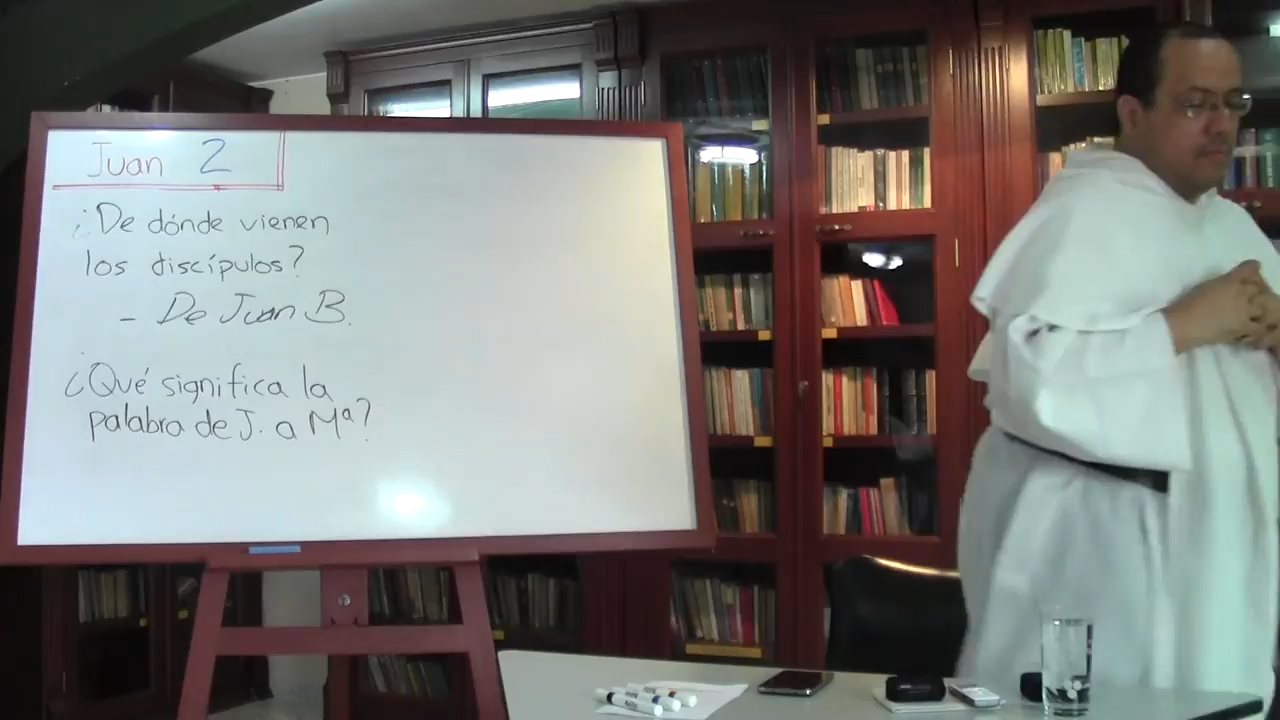 Juan 2
¿De dónde vienen
los discípulos?
- De Juan B.
¿Qué significa la
palabra de J. a Mª?